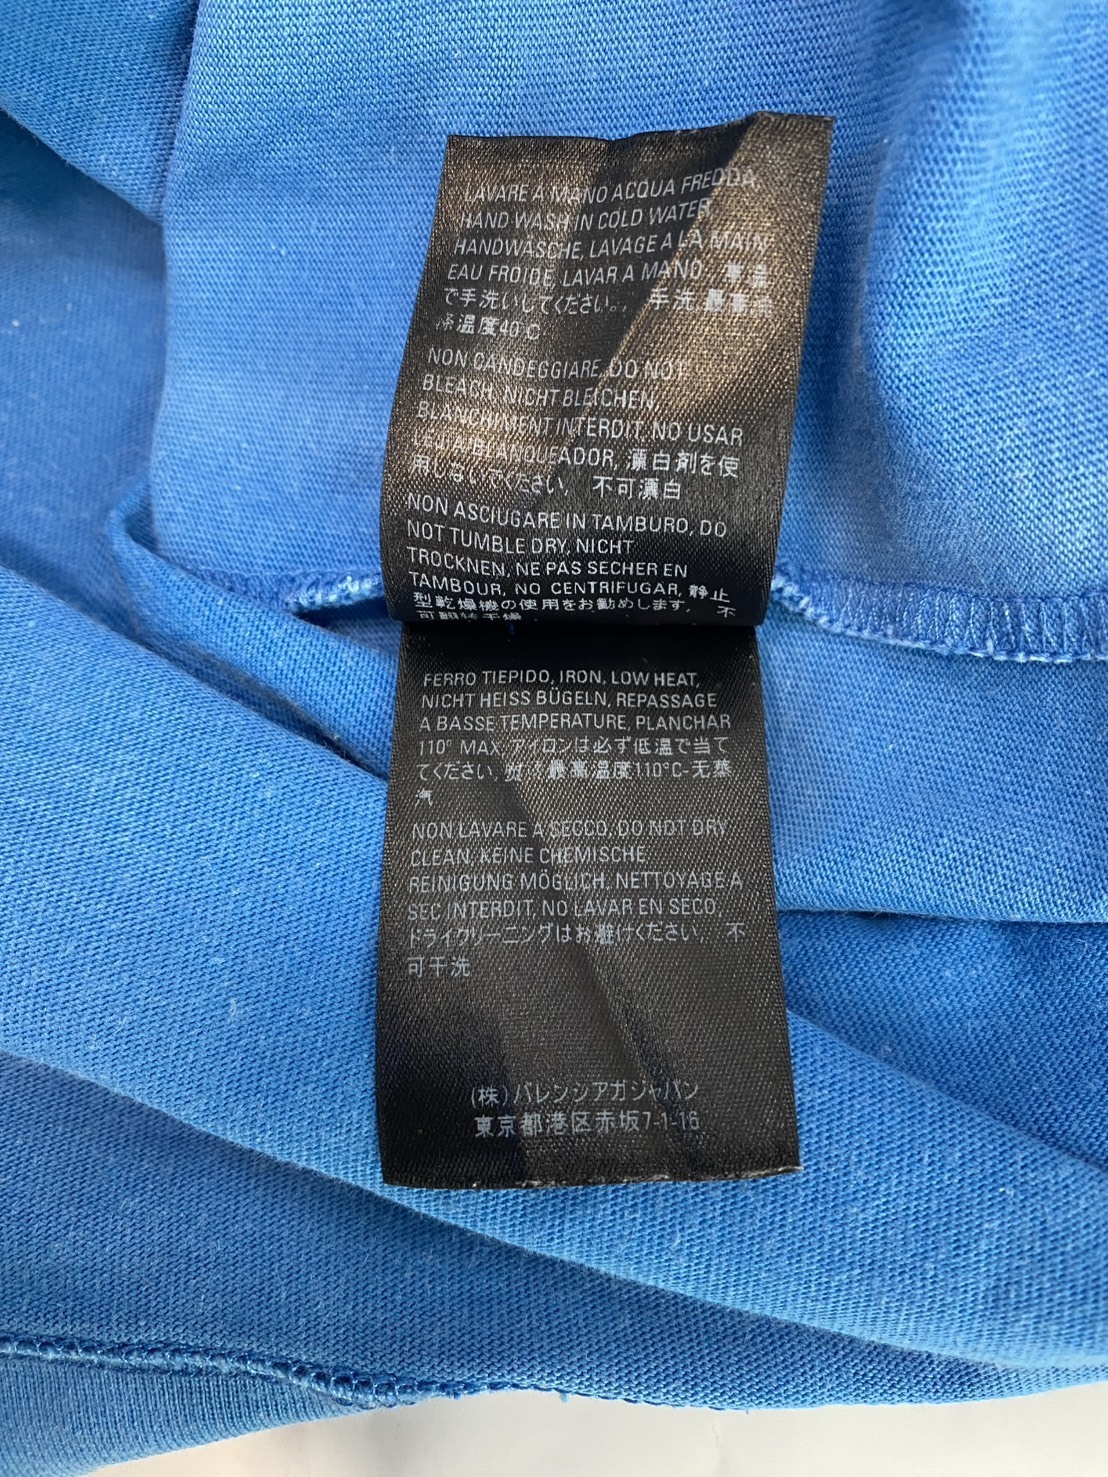 LAVARE A MANO ACQUA FREDDA,
HAND WASH IN COLD WATER
HANDWÄSCHE, LAVAGE A LA MAIN
EAU FROIDE, LAVAR A MANO,
で手洗いしてください。, 手洗 最高
温度40℃
NON CANDEGGIARE, DO NOT
BLEACH, NICHT BLEICHEN,
BLANCHIMENT INTERDIT, NO USAR
LEJA/BLANQUEADOR, 漂白剤を使
用しないでください, 不可漂白
NON ASCIUGARE IN TAMBURO, DO
NOT TUMBLE DRY, NICHT
TROCKNEN, NE PAS SECHER EN
TAMBOUR, NO CENTRIFUGAR, 静止
型乾燥機の使用をお勧めします, 不
可翻转干燥
FERRO TIEPIDO, IRON, LOW HEAT,
NICHT HEISS BÜGELN, REPASSAGE
A BASSE TEMPERATURE, PLANCHAR
110° MAX, アイロンは必ず低温で当て
てください, 最高温度110°C-无蒸
汽
NON LAVARE A SECCO, DO NOT DRY
CLEAN, KEINE CHEMISCHE
REINIGUNG MÖGLICH, NETTOYAGE A
SEC INTERDIT, NO LAVAR EN SECO,
ドライクリーニングはお避けください, 不
可干洗
(株)バレンシアガジャパン
東京都港区赤坂7-1-16